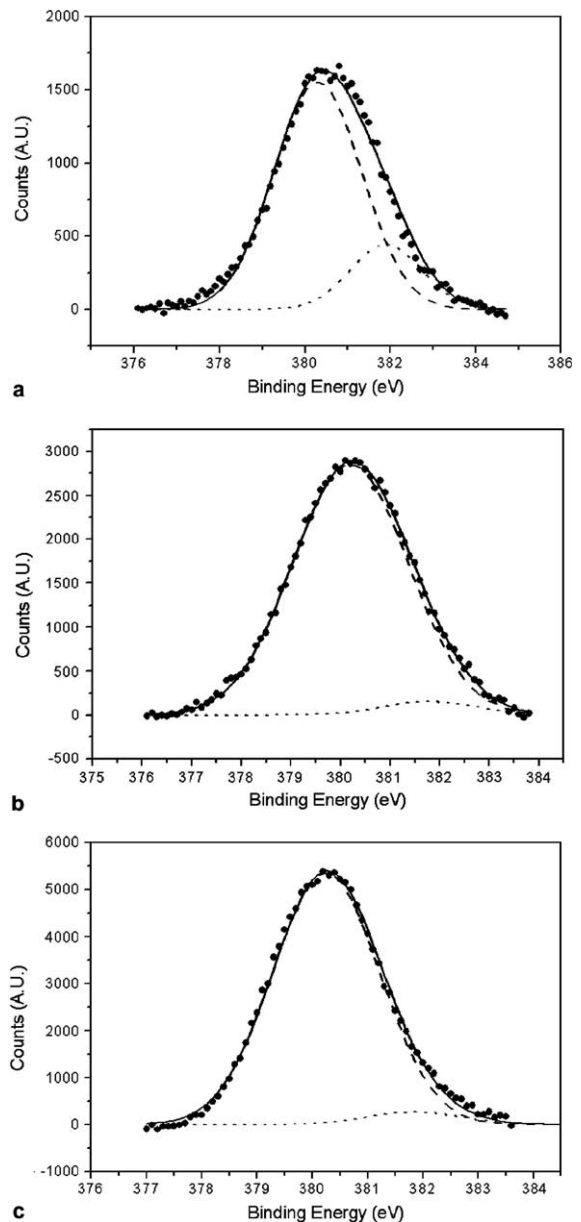 2000
1500
1000
500
0
Counts (A.U.)
376 378 380 382 384 386
Binding Energy (eV)
a
3000
2500
2000
1500
1000
500
0
-500
Counts (A.U.)
375 376 377 378 379 380 381 382 383 384
Binding Energy (eV)
b
6000
5000
4000
3000
2000
1000
0
-1000
Counts (A.U.)
376 377 378 379 380 381 382 383 384
Binding Energy (eV)
c